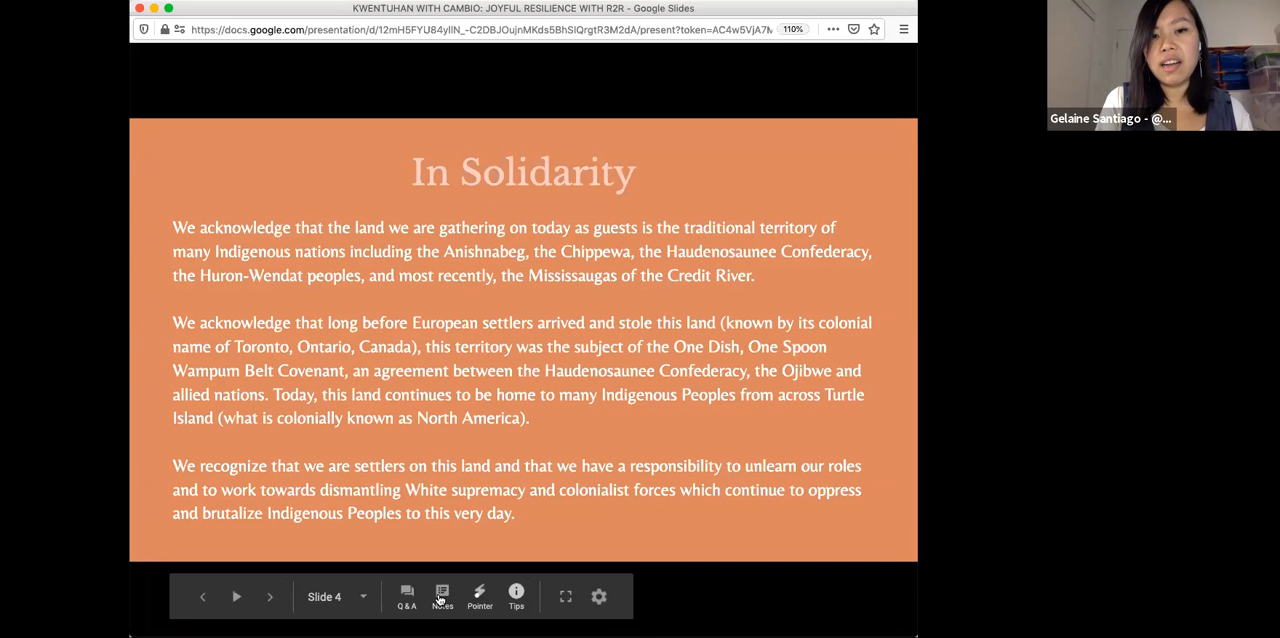 KWENTUHAN WITH CAMBIO: JOYFUL RESILIENCE WITH R2R - Google Slides
110%
Gelaine Santiago - @...
In Solidarity
We acknowledge that the land we are gathering on today as guests is the traditional territory of
many Indigenous nations including the Anishnabeg, the Chippewa, the Haudenosaunee Confederacy,
the Huron-Wendat peoples, and most recently, the Mississaugas of the Credit River.
We acknowledge that long before European settlers arrived and stole this land (known by its colonial
name of Toronto, Ontario, Canada), this territory was the subject of the One Dish, One Spoon
Wampum Belt Covenant, an agreement between the Haudenosaunee Confederacy, the Ojibwe and
allied nations. Today, this land continues to be home to many Indigenous Peoples from across Turtle
Island (what is colonially known as North America).
We recognize that we are settlers on this land and that we have a responsibility to unlearn our roles
and to work towards dismantling White supremacy and colonialist forces which continue to oppress
and brutalize Indigenous Peoples to this very day.
Slide 4
Q & A
Notes
Pointer
Tips